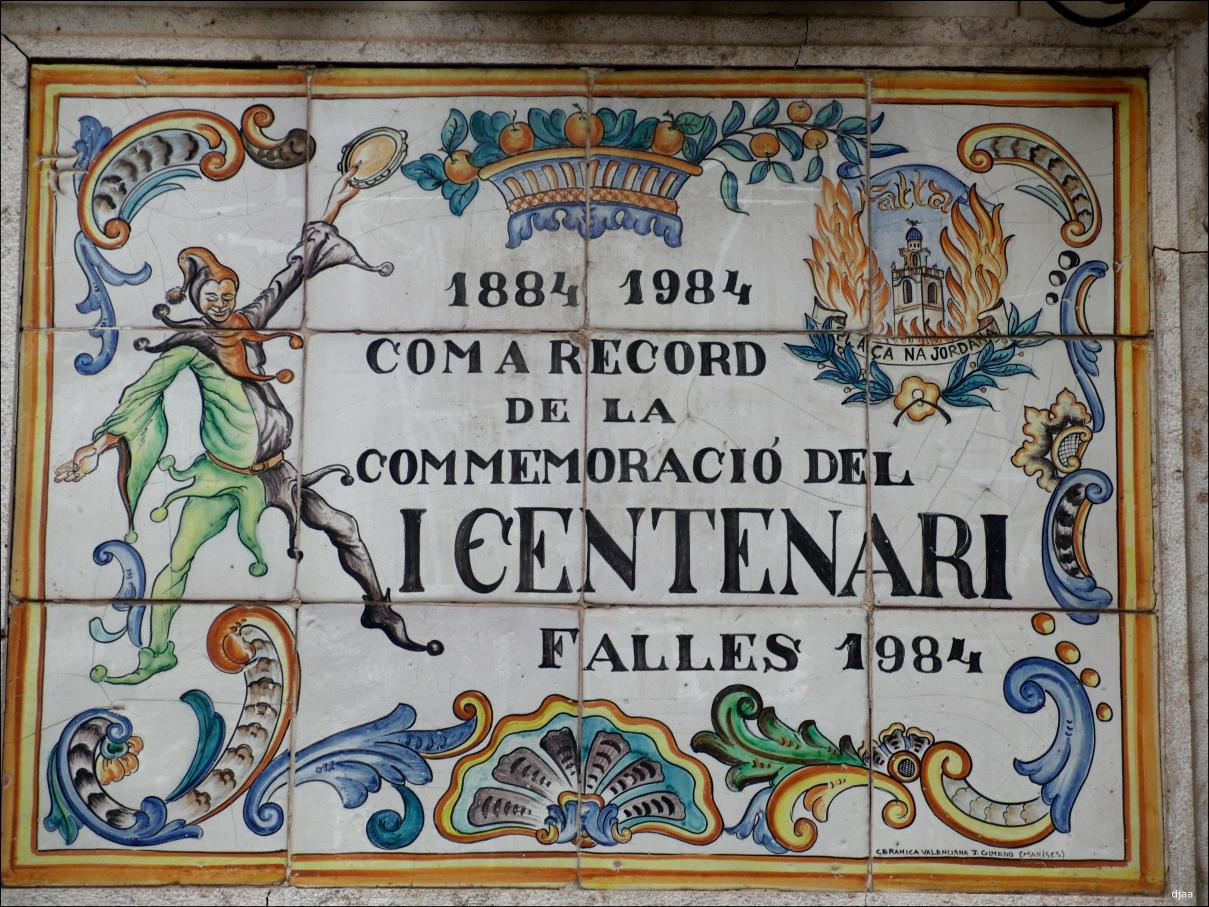 Falla
PLAÇA NA JORDANA
1884 1984
COM A RECORD
DE LA
COMMEMORACIÓ DEL
I CENTENARI
FALLES 1984
CERAMICA VALENCIANA J. GIMENO (MANISES)
djaa